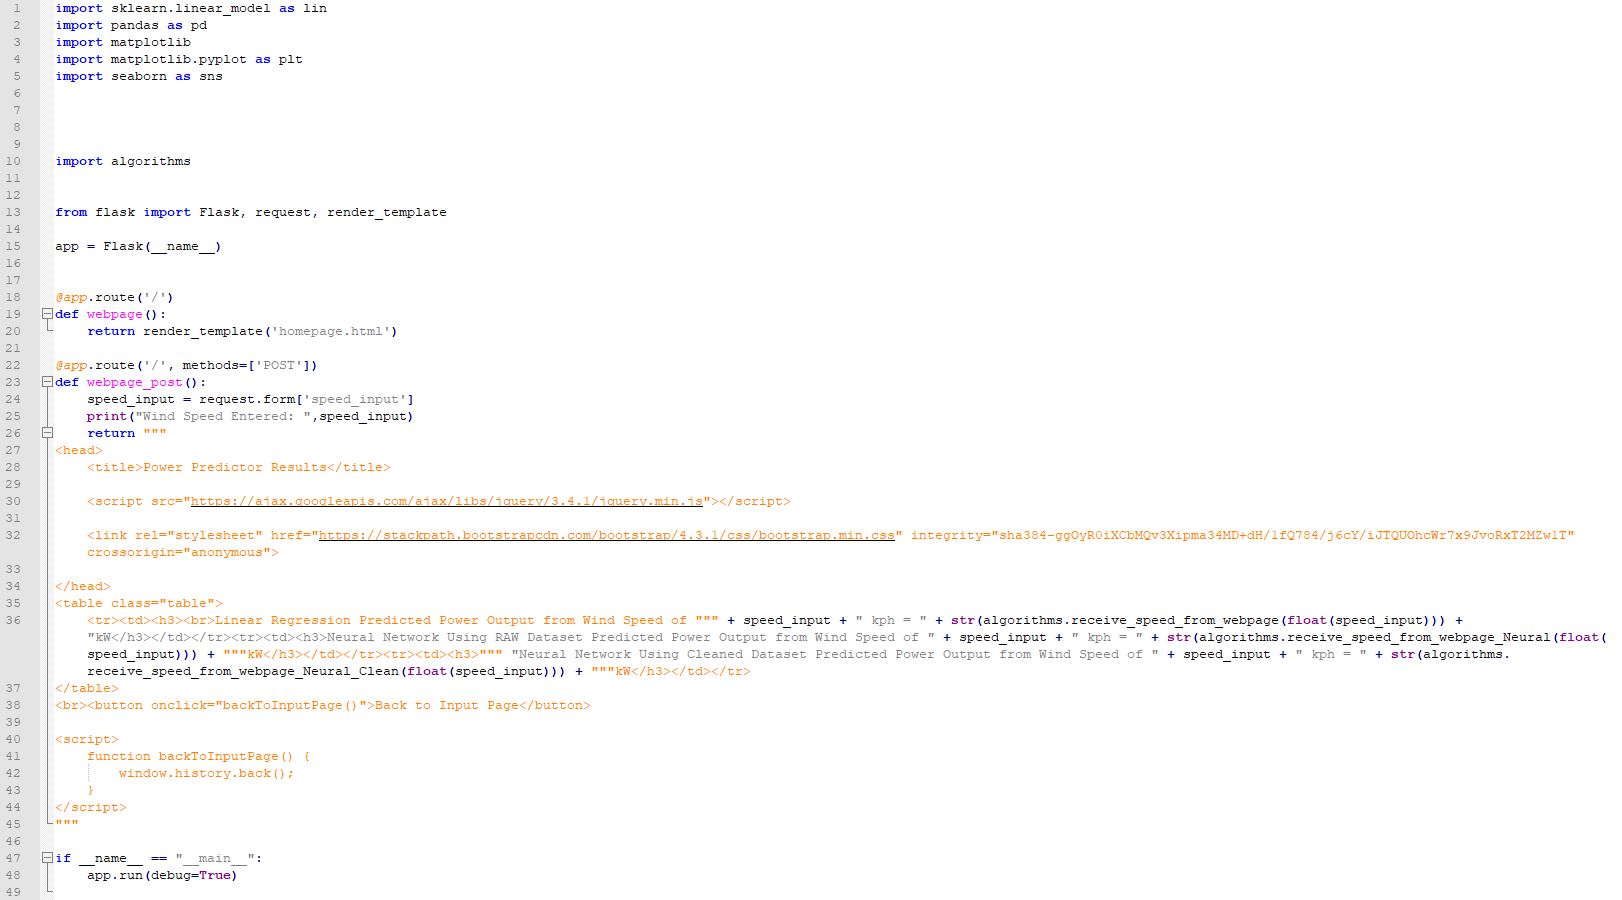 1 import sklearn.linear_model as lin
2 import pandas as pd
3 import matplotlib
4 import matplotlib.pyplot as plt
5 import seaborn as sns
6
7
8
9
10 import algorithms
11
12
13 from flask import Flask, request, render_template
14
15 app = Flask(__name__)
16
17
18 @app.route('/')
19 def webpage():
20     return render_template('homepage.html')
21
22 @app.route('/', methods=['POST'])
23 def webpage_post():
24     speed_input = request.form['speed_input']
25     print("Wind Speed Entered: ",speed_input)
26     return """
27 <head>
28     <title>Power Predictor Results</title>
29
30     <script src="https://ajax.googleapis.com/ajax/libs/jquery/3.4.1/jquery.min.js"></script>
31
32     <link rel="stylesheet" href="https://stackpath.bootstrapcdn.com/bootstrap/4.3.1/css/bootstrap.min.css" integrity="sha384-ggOyR0iXCbMQv3Xipma34MD+dH/1fQ784/j6cY/iJTQUOhcWr7x9JvoRxT2MZw1T"
    crossorigin="anonymous">
33
34 </head>
35 <table class="table">
36     <tr><td><h3><br>Linear Regression Predicted Power Output from Wind Speed of """ + speed_input + " kph = " + str(algorithms.receive_speed_from_webpage(float(speed_input))) +
    "kW</h3></td></tr><tr><td><h3>Neural Network Using RAW Dataset Predicted Power Output from Wind Speed of " + speed_input + " kph = " + str(algorithms.receive_speed_from_webpage_Neural(float(
    speed_input))) + """kW</h3></td></tr><tr><td><h3>""" "Neural Network Using Cleaned Dataset Predicted Power Output from Wind Speed of " + speed_input + " kph = " + str(algorithms.
    receive_speed_from_webpage_Neural_Clean(float(speed_input))) + """kW</h3></td></tr>
37 </table>
38 <br><button onclick="backToInputPage()">Back to Input Page</button>
39
40 <script>
41     function backToInputPage() {
42         window.history.back();
43     }
44 </script>
45 """
46
47 if __name__ == "__main__":
48     app.run(debug=True)
49